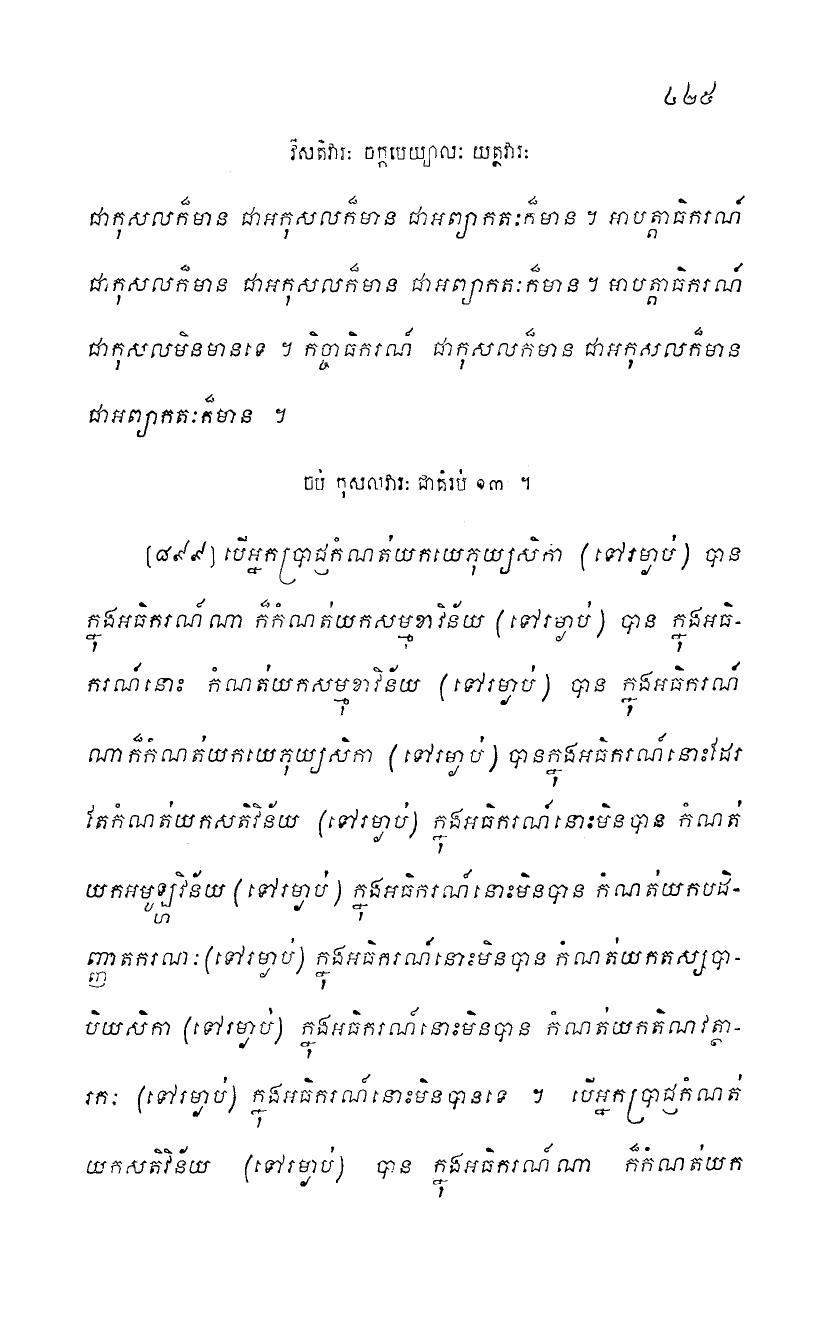 ៤២៥
វីសតិវារៈ ចក្កបេយ្យាលៈ យត្ថវារៈ
ជាកុសលក៏មាន ជាអកុសលក៏មាន ជាអព្យាកតៈក៏មាន ។ អាបត្តាធិករណ៍
ជាកុសលក៏មាន ជាអកុសលក៏មាន ជាអព្យាកតៈក៏មាន ។ អាបត្តាធិករណ៍
ជាកុសលមិនមានទេ ។ កិច្ចាធិករណ៍ ជាកុសលក៏មាន ជាអកុសលក៏មាន
ជាអព្យាកតៈក៏មាន ។
ចប់ កុសលវារៈ ជាគំរប់ ១៣ ។
[៨៩៩] បើអ្នកប្រាជ្ញកំណត់យកយេភុយ្យសិកា (ទៅរម្ងាប់) បាន
ក្នុងអធិករណ៍ណា ក៏កំណត់យកសម្មុខាវិន័យ (ទៅរម្ងាប់) បាន ក្នុងអធិ-
ករណ៍នោះ កំណត់យកសម្មុខាវិន័យ (ទៅរម្ងាប់) បាន ក្នុងអធិករណ៍
ណាក៏កំណត់យកយេភុយ្យសិកា (ទៅរម្ងាប់) បានក្នុងអធិករណ៍នោះដែរ
តែកំណត់យកសតិវិន័យ (ទៅរម្ងាប់) ក្នុងអធិករណ៍នោះមិនបាន កំណត់
យកអមូឡ្ហវិន័យ (ទៅរម្ងាប់) ក្នុងអធិករណ៍នោះមិនបាន កំណត់យកបដិ-
ញ្ញាតករណៈ (ទៅរម្ងាប់) ក្នុងអធិករណ៍នោះមិនបាន កំណត់យកតស្សបា-
បិយសិកា (ទៅរម្ងាប់) ក្នុងអធិករណ៍នោះមិនបាន កំណត់យកតិណវត្ថា-
រកៈ (ទៅរម្ងាប់) ក្នុងអធិករណ៍នោះមិនបានទេ ។ បើអ្នកប្រាជ្ញកំណត់
យកសតិវិន័យ (ទៅរម្ងាប់) បាន ក្នុងអធិករណ៍ណា ក៏កំណត់យក